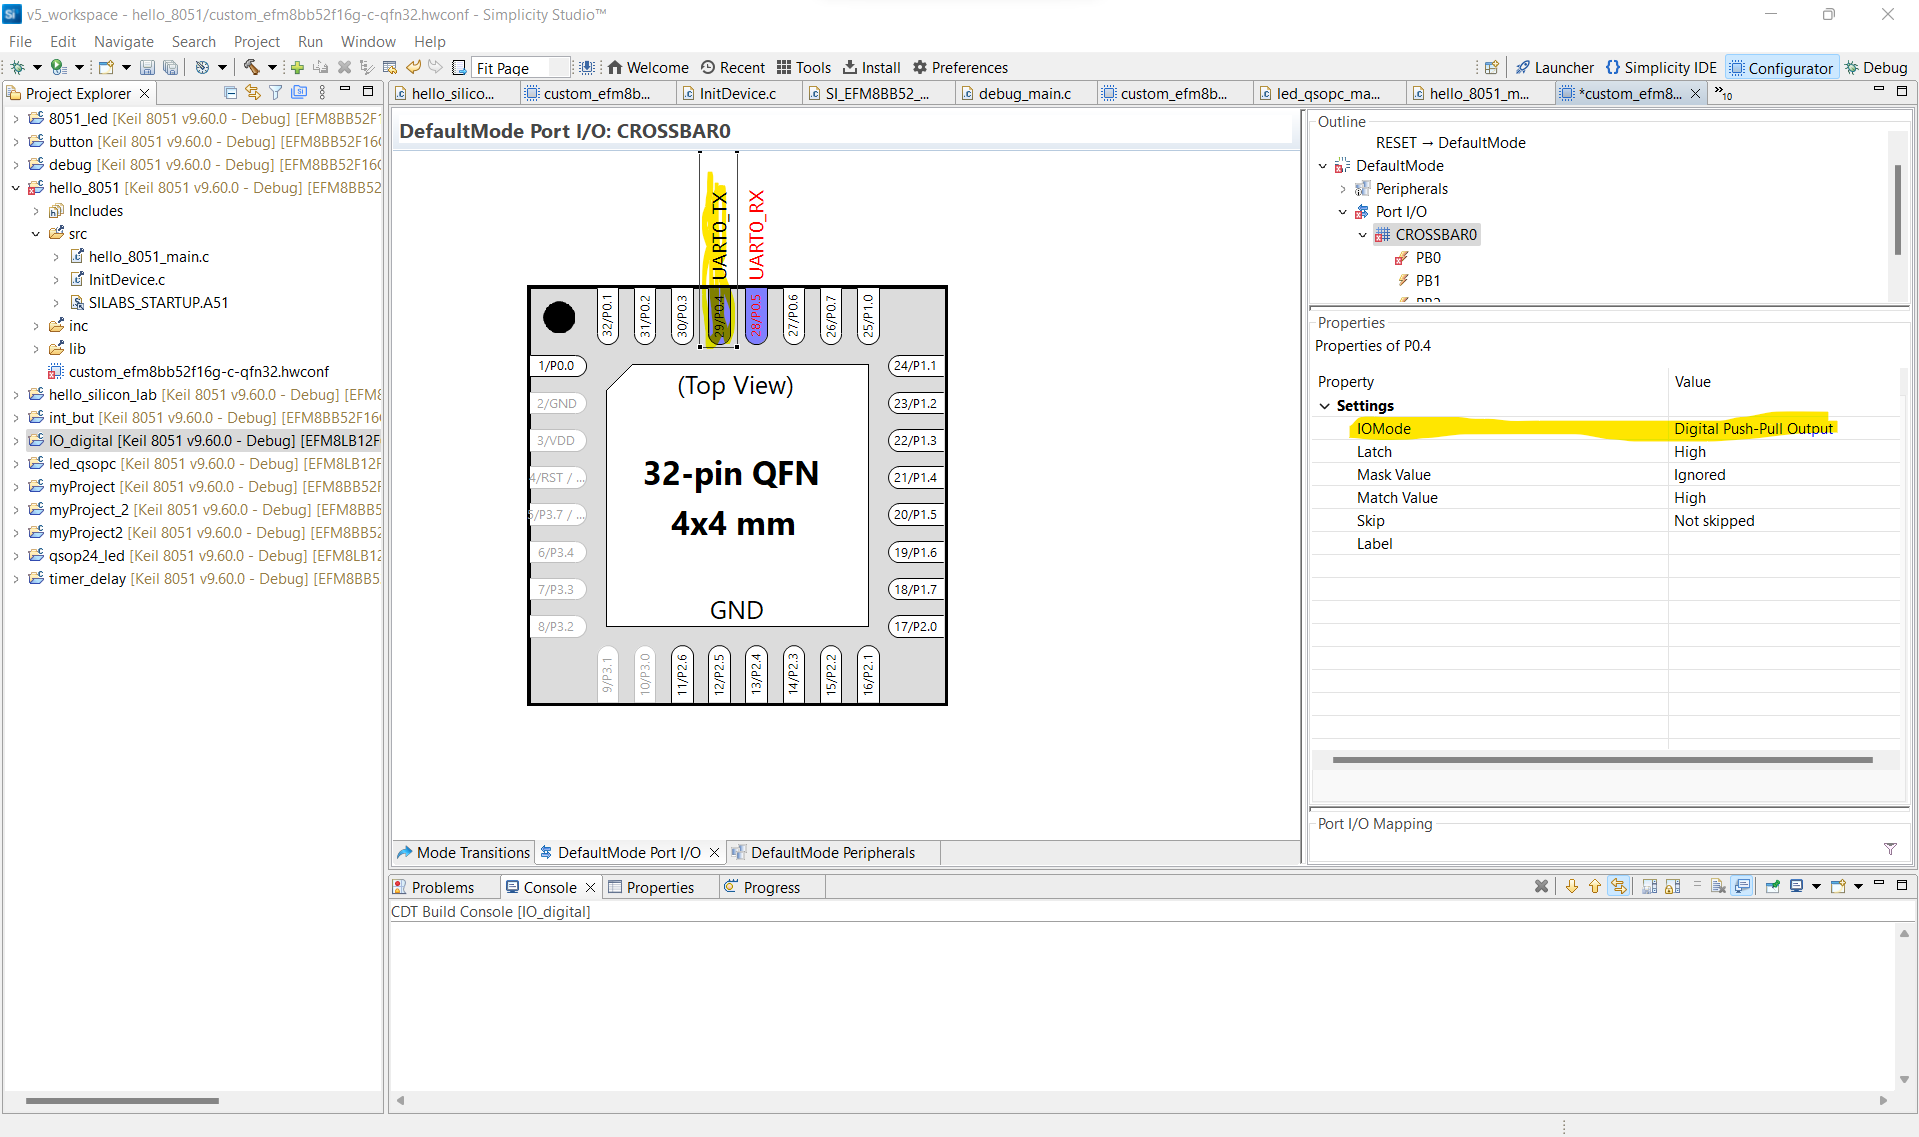 v5_workspace - hello_8051/custom_efm8bb52f16g-c-qfn32.hwconf - Simplicity Studio™
File Edit Navigate Search Project Run Window Help
Fit Page Welcome Recent Tools Install Preferences Launcher Simplicity IDE Configurator Debug
Project Explorer
8051_led [Keil 8051 v9.60.0 - Debug] [EFM8BB52F1
button [Keil 8051 v9.60.0 - Debug] [EFM8BB52F16
debug [Keil 8051 v9.60.0 - Debug] [EFM8BB52F16
hello_8051 [Keil 8051 v9.60.0 - Debug] [EFM8BB52
Includes
src
hello_8051_main.c
InitDevice.c
SILABS_STARTUP.A51
inc
lib
custom_efm8bb52f16g-c-qfn32.hwconf
hello_silicon_lab [Keil 8051 v9.60.0 - Debug] [EFM8
int_but [Keil 8051 v9.60.0 - Debug] [EFM8BB52F16
IO_digital [Keil 8051 v9.60.0 - Debug] [EFM8LB12F
led_qsopc [Keil 8051 v9.60.0 - Debug] [EFM8LB12F
myProject [Keil 8051 v9.60.0 - Debug] [EFM8BB52F
myProject_2 [Keil 8051 v9.60.0 - Debug] [EFM8BB5
myProject2 [Keil 8051 v9.60.0 - Debug] [EFM8BB52
qsop24_led [Keil 8051 v9.60.0 - Debug] [EFM8LB12
timer_delay [Keil 8051 v9.60.0 - Debug] [EFM8BB5
hello_silico... custom_efm8b... InitDevice.c SI_EFM8BB52_... debug_main.c custom_efm8b... led_qsopc_ma... hello_8051_m... *custom_efm8... »10
DefaultMode Port I/O: CROSSBAR0
UART0_TX
UART0_RX
32/P0.1
31/P0.2
30/P0.3
29/P0.4
28/P0.5
27/P0.6
26/P0.7
25/P1.0
1/P0.0
2/GND
3/VDD
4/RST / ...
5/P3.7 / ...
6/P3.4
7/P3.3
8/P3.2
(Top View)
32-pin QFN
4x4 mm
GND
24/P1.1
23/P1.2
22/P1.3
21/P1.4
20/P1.5
19/P1.6
18/P1.7
17/P2.0
9/P3.1
10/P3.0
11/P2.6
12/P2.5
13/P2.4
14/P2.3
15/P2.2
16/P2.1
Mode Transitions DefaultMode Port I/O DefaultMode Peripherals
Outline
RESET → DefaultMode
DefaultMode
Peripherals
Port I/O
CROSSBAR0
PB0
PB1
Properties
Properties of P0.4
Property Value
Settings
IOMode Digital Push-Pull Output
Latch High
Mask Value Ignored
Match Value High
Skip Not skipped
Label
Port I/O Mapping
Problems Console Properties Progress
CDT Build Console [IO_digital]